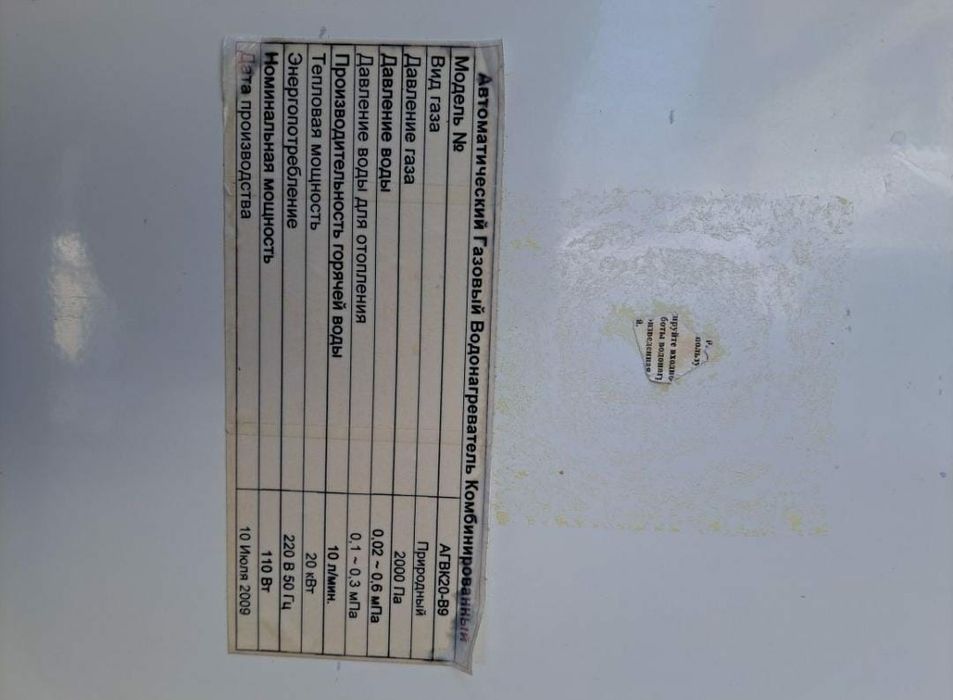 Автоматический Газовый Водонагреватель Комбинированный
Модель № АГВК20-В9
Вид газа Природный
Давление газа 2000 Па
Давление воды 0,02 ~ 0,6 мПа
Давление воды для отопления 0,1 ~ 0,3 мПа
Производительность горячей воды 10 л/мин.
Тепловая мощность 20 кВт
Энергопотребление 220 В 50 Гц
Номинальная мощность 110 Вт
Дата производства 10 Июля 2009